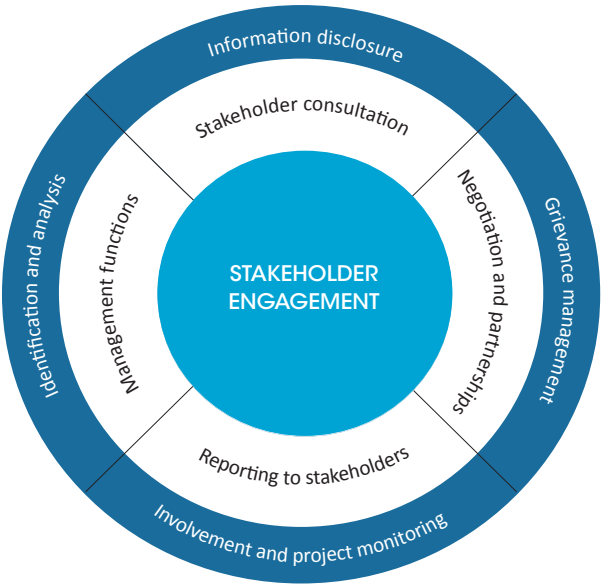 Information disclosure
Stakeholder consultation
Identification and analysis
Management functions
STAKEHOLDER
ENGAGEMENT
Negotiation and partnerships
Grievance management
Reporting to stakeholders
Involvement and project monitoring